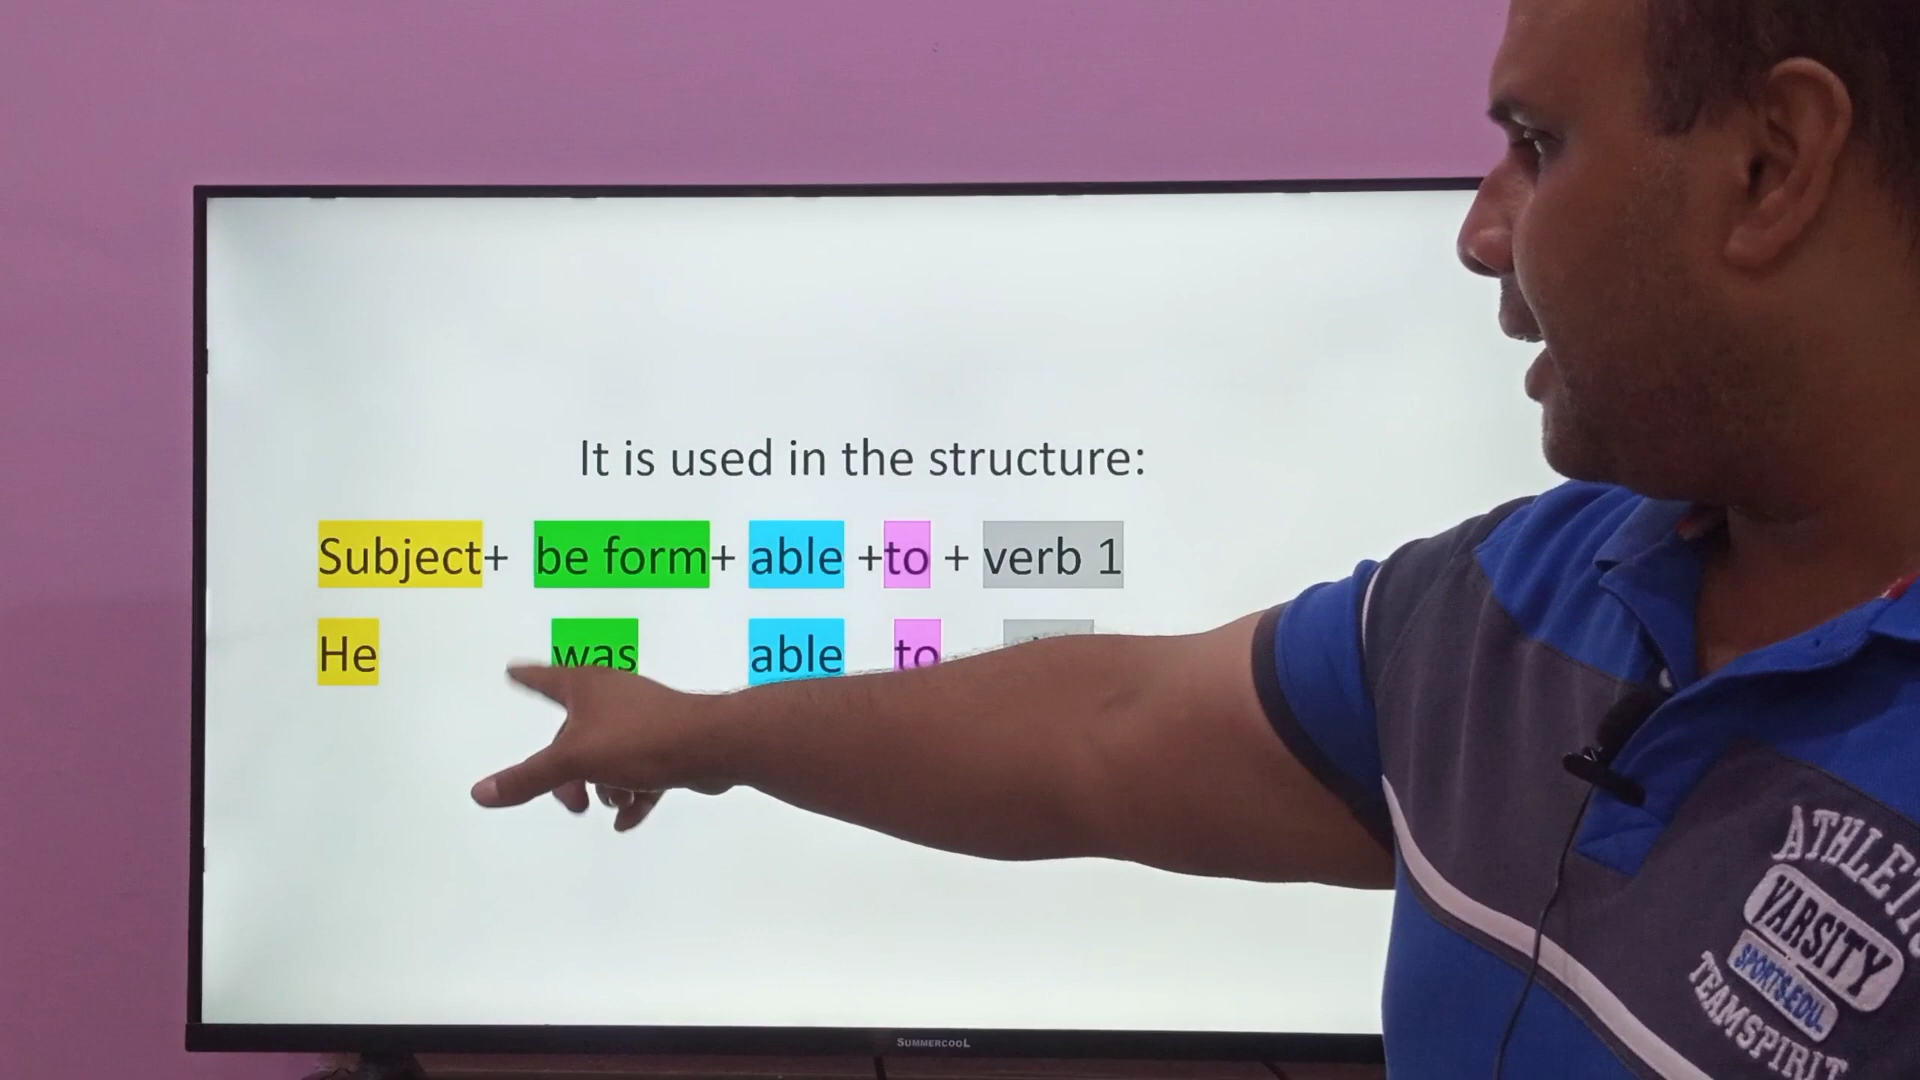 It is used in the structure:
Subject+ be form+ able +to + verb 1
He was able to
SUMMERCOOL
ATHLETI
VARSITY
SPORTS.EDU.
TEAMSPIRIT